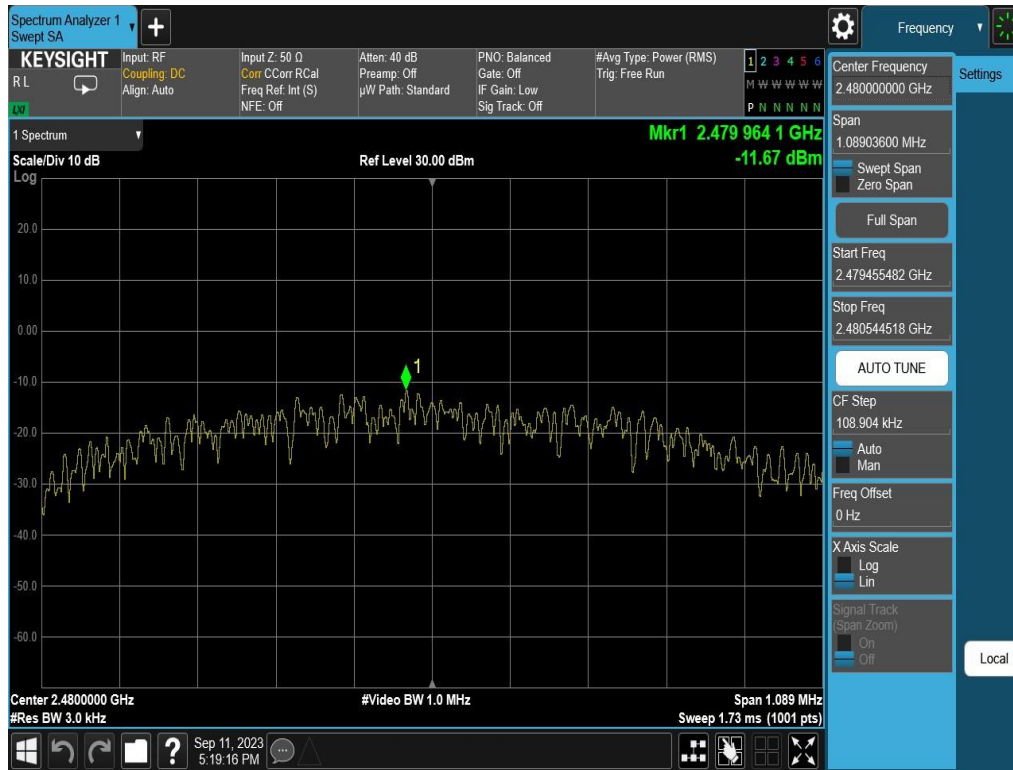 Spectrum Analyzer 1
Swept SA
+
Frequency
KEYSIGHT
R L
LXI
Input: RF
Coupling: DC
Align: Auto
Input Z: 50 Ω
Corr CCorr RCal
Freq Ref: Int (S)
NFE: Off
Atten: 40 dB
Preamp: Off
µW Path: Standard
PNO: Balanced
Gate: Off
IF Gain: Low
Sig Track: Off
#Avg Type: Power (RMS)
Trig: Free Run
1 2 3 4 5 6
M W W W W W
P N N N N N
1 Spectrum
Scale/Div 10 dB
Log
Ref Level 30.00 dBm
Mkr1 2.479 964 1 GHz
-11.67 dBm
20.0
10.0
0.00
-10.0
-20.0
-30.0
-40.0
-50.0
-60.0
1
Center 2.4800000 GHz
#Video BW 1.0 MHz
Span 1.089 MHz
#Res BW 3.0 kHz
Sweep 1.73 ms (1001 pts)
Center Frequency
2.480000000 GHz
Settings
Span
1.08903600 MHz
Swept Span
Zero Span
Full Span
Start Freq
2.479455482 GHz
Stop Freq
2.480544518 GHz
AUTO TUNE
CF Step
108.904 kHz
Auto
Man
Freq Offset
0 Hz
X Axis Scale
Log
Lin
Signal Track
(Span Zoom)
On
Off
Local
?
Sep 11, 2023
5:19:16 PM